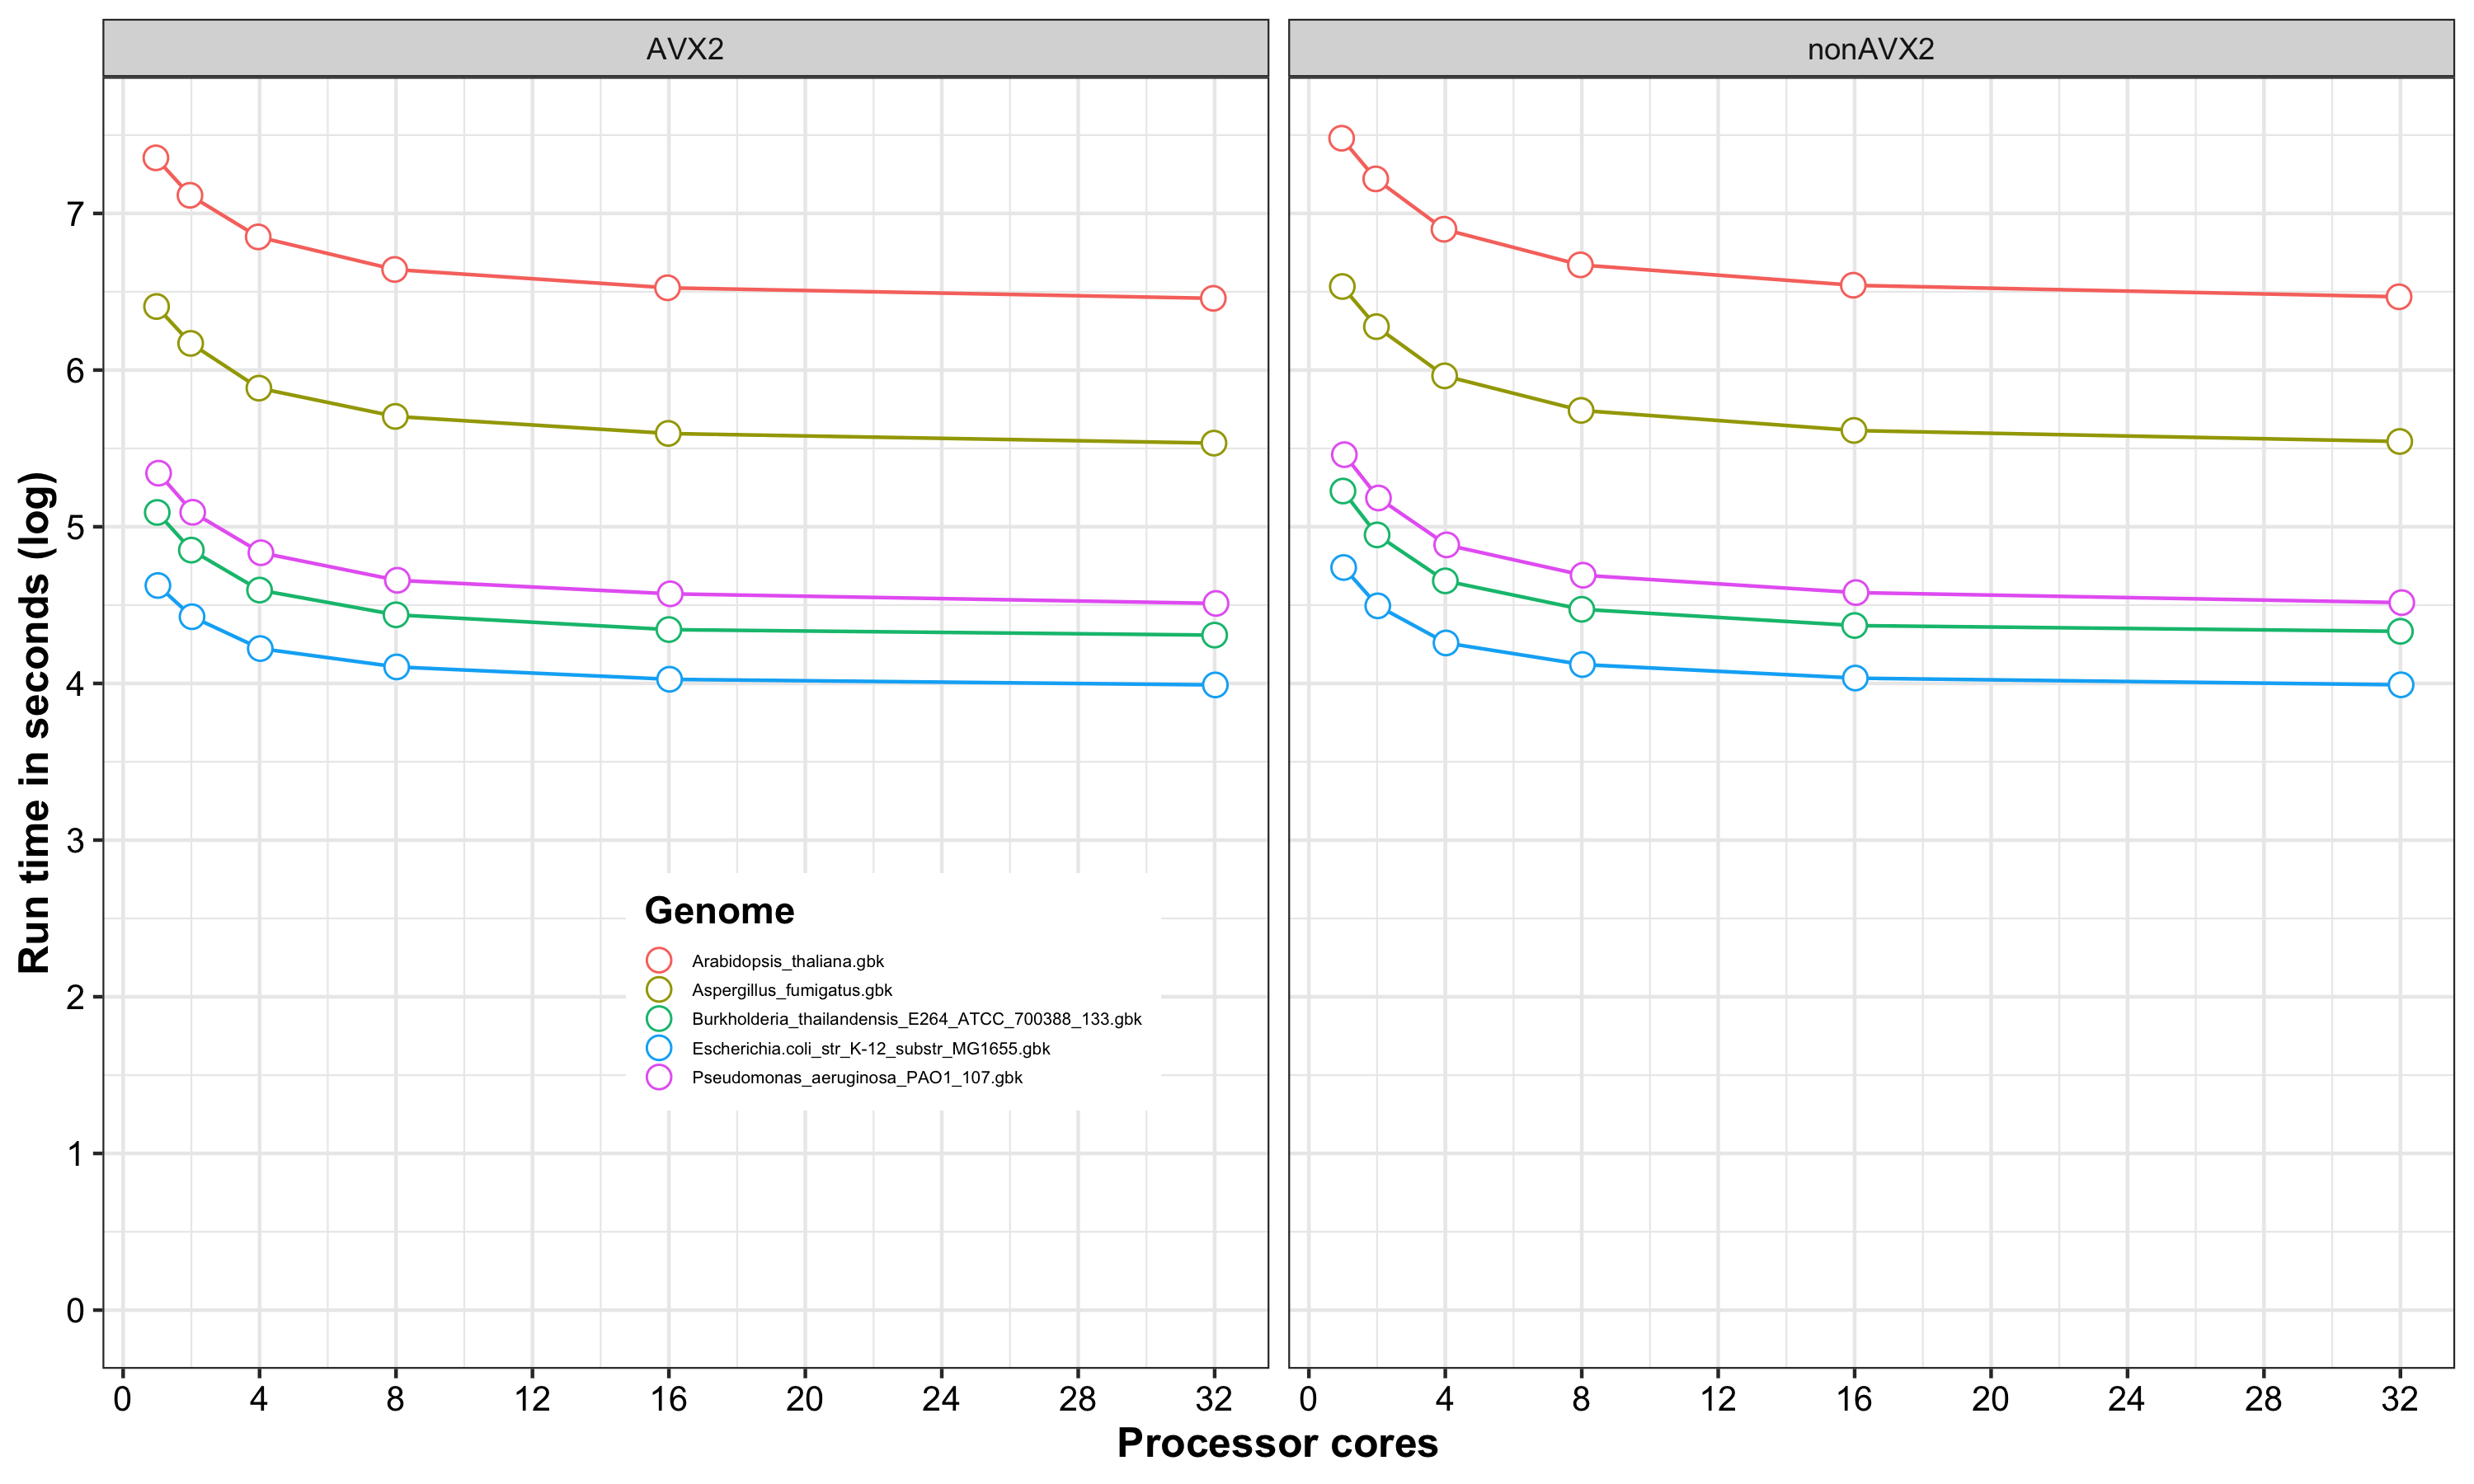 AVX2
nonAVX2
Run time in seconds (log)
7
6
5
4
3
2
1
0
Genome
Arabidopsis_thaliana.gbk
Aspergillus_fumigatus.gbk
Burkholderia_thailandensis_E264_ATCC_700388_133.gbk
Escherichia.coli_str_K-12_substr_MG1655.gbk
Pseudomonas_aeruginosa_PAO1_107.gbk
0 4 8 12 16 20 24 28 32
0 4 8 12 16 20 24 28 32
Processor cores